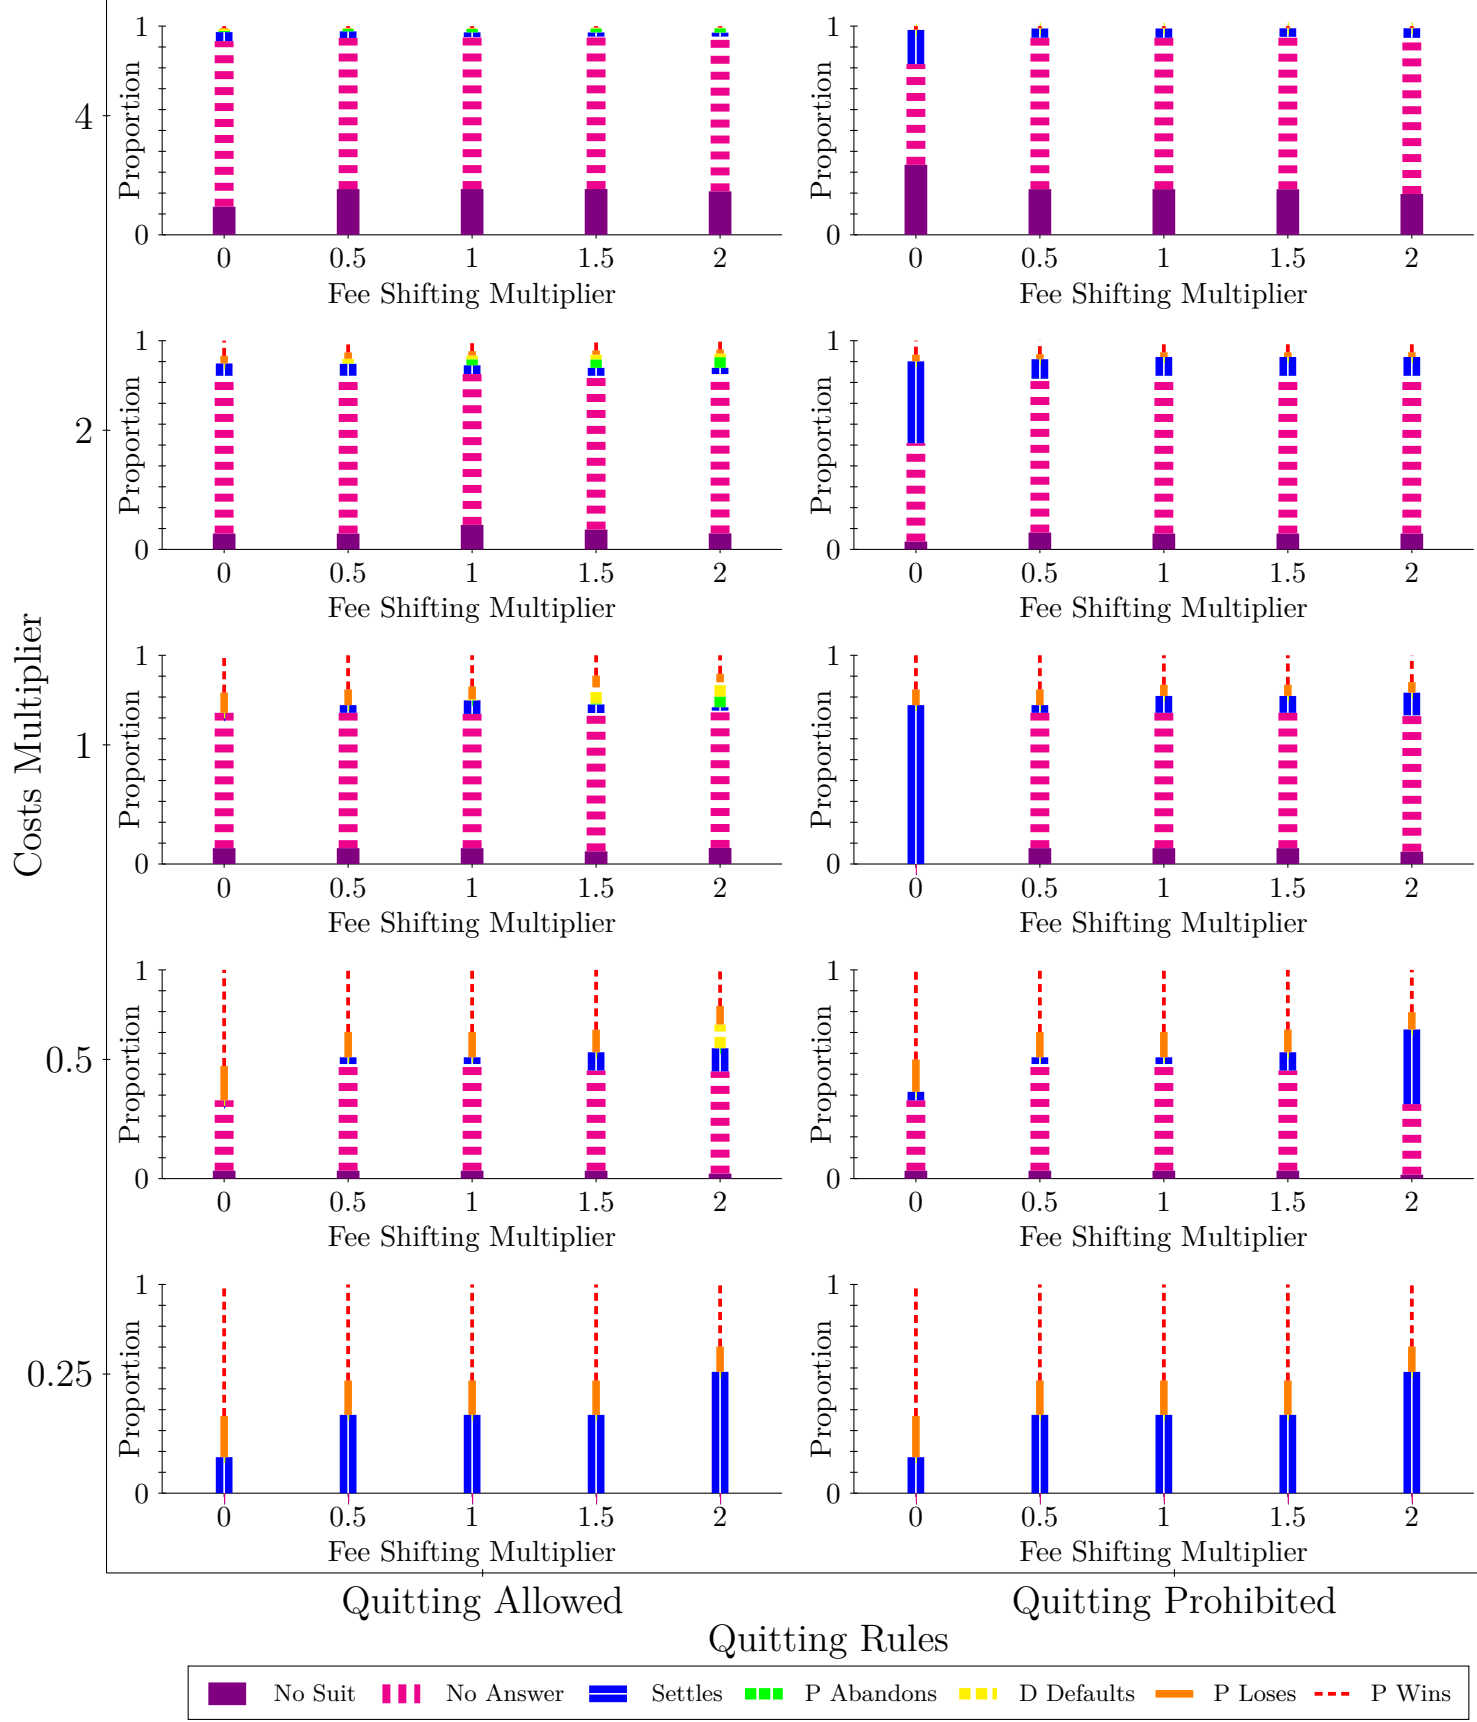 Costs Multiplier
4
Proportion
1
0
0 0.5 1 1.5 2
Fee Shifting Multiplier
Proportion
1
0
0 0.5 1 1.5 2
Fee Shifting Multiplier
2
Proportion
1
0
0 0.5 1 1.5 2
Fee Shifting Multiplier
Proportion
1
0
0 0.5 1 1.5 2
Fee Shifting Multiplier
1
Proportion
1
0
0 0.5 1 1.5 2
Fee Shifting Multiplier
Proportion
1
0
0 0.5 1 1.5 2
Fee Shifting Multiplier
0.5
Proportion
1
0
0 0.5 1 1.5 2
Fee Shifting Multiplier
Proportion
1
0
0 0.5 1 1.5 2
Fee Shifting Multiplier
0.25
Proportion
1
0
0 0.5 1 1.5 2
Fee Shifting Multiplier
Proportion
1
0
0 0.5 1 1.5 2
Fee Shifting Multiplier
Quitting Allowed Quitting Prohibited
Quitting Rules
No Suit No Answer Settles P Abandons D Defaults P Loses P Wins